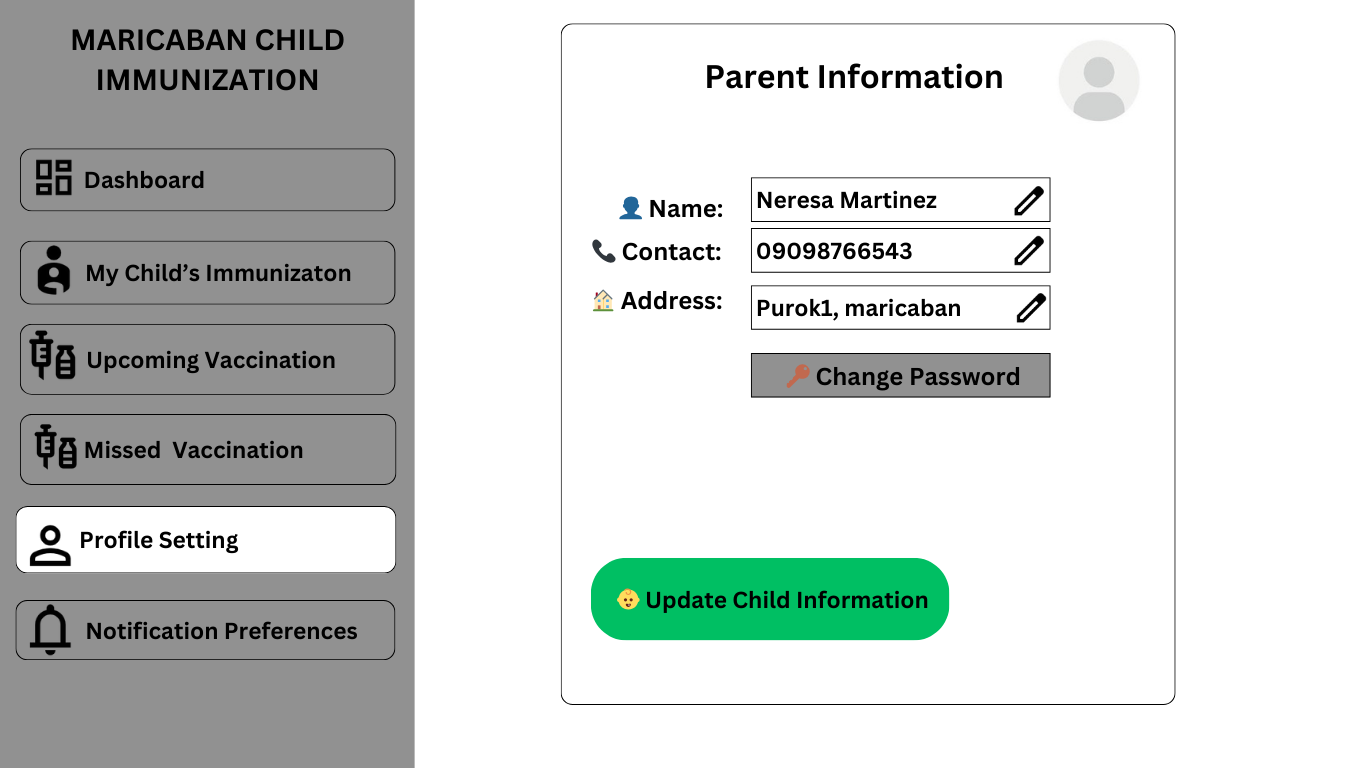 MARICABAN CHILD
IMMUNIZATION
Dashboard
My Child's Immunizaton
Upcoming Vaccination
Missed  Vaccination
Profile Setting
Notification Preferences
Parent Information
Name: Neresa Martinez
Contact: 09098766543
Address: Purok1, maricaban
Change Password
Update Child Information